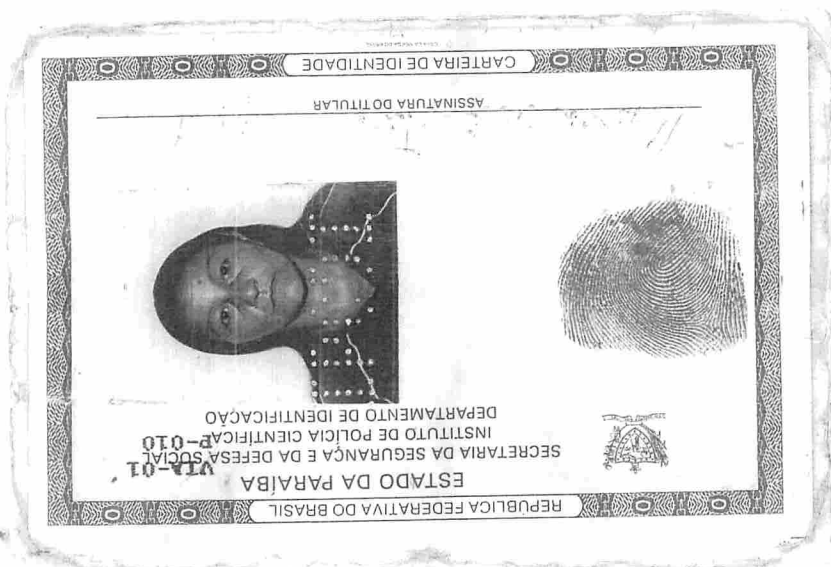 REPÚBLICA FEDERATIVA DO BRASIL
ESTADO DA PARAÍBA
SECRETARIA DA SEGURANÇA E DA DEFESA SOCIAL
VIA-01
INSTITUTO DE POLÍCIA CIENTÍFICA
P-010
DEPARTAMENTO DE IDENTIFICAÇÃO
ASSINATURA DO TITULAR
CARTEIRA DE IDENTIDADE